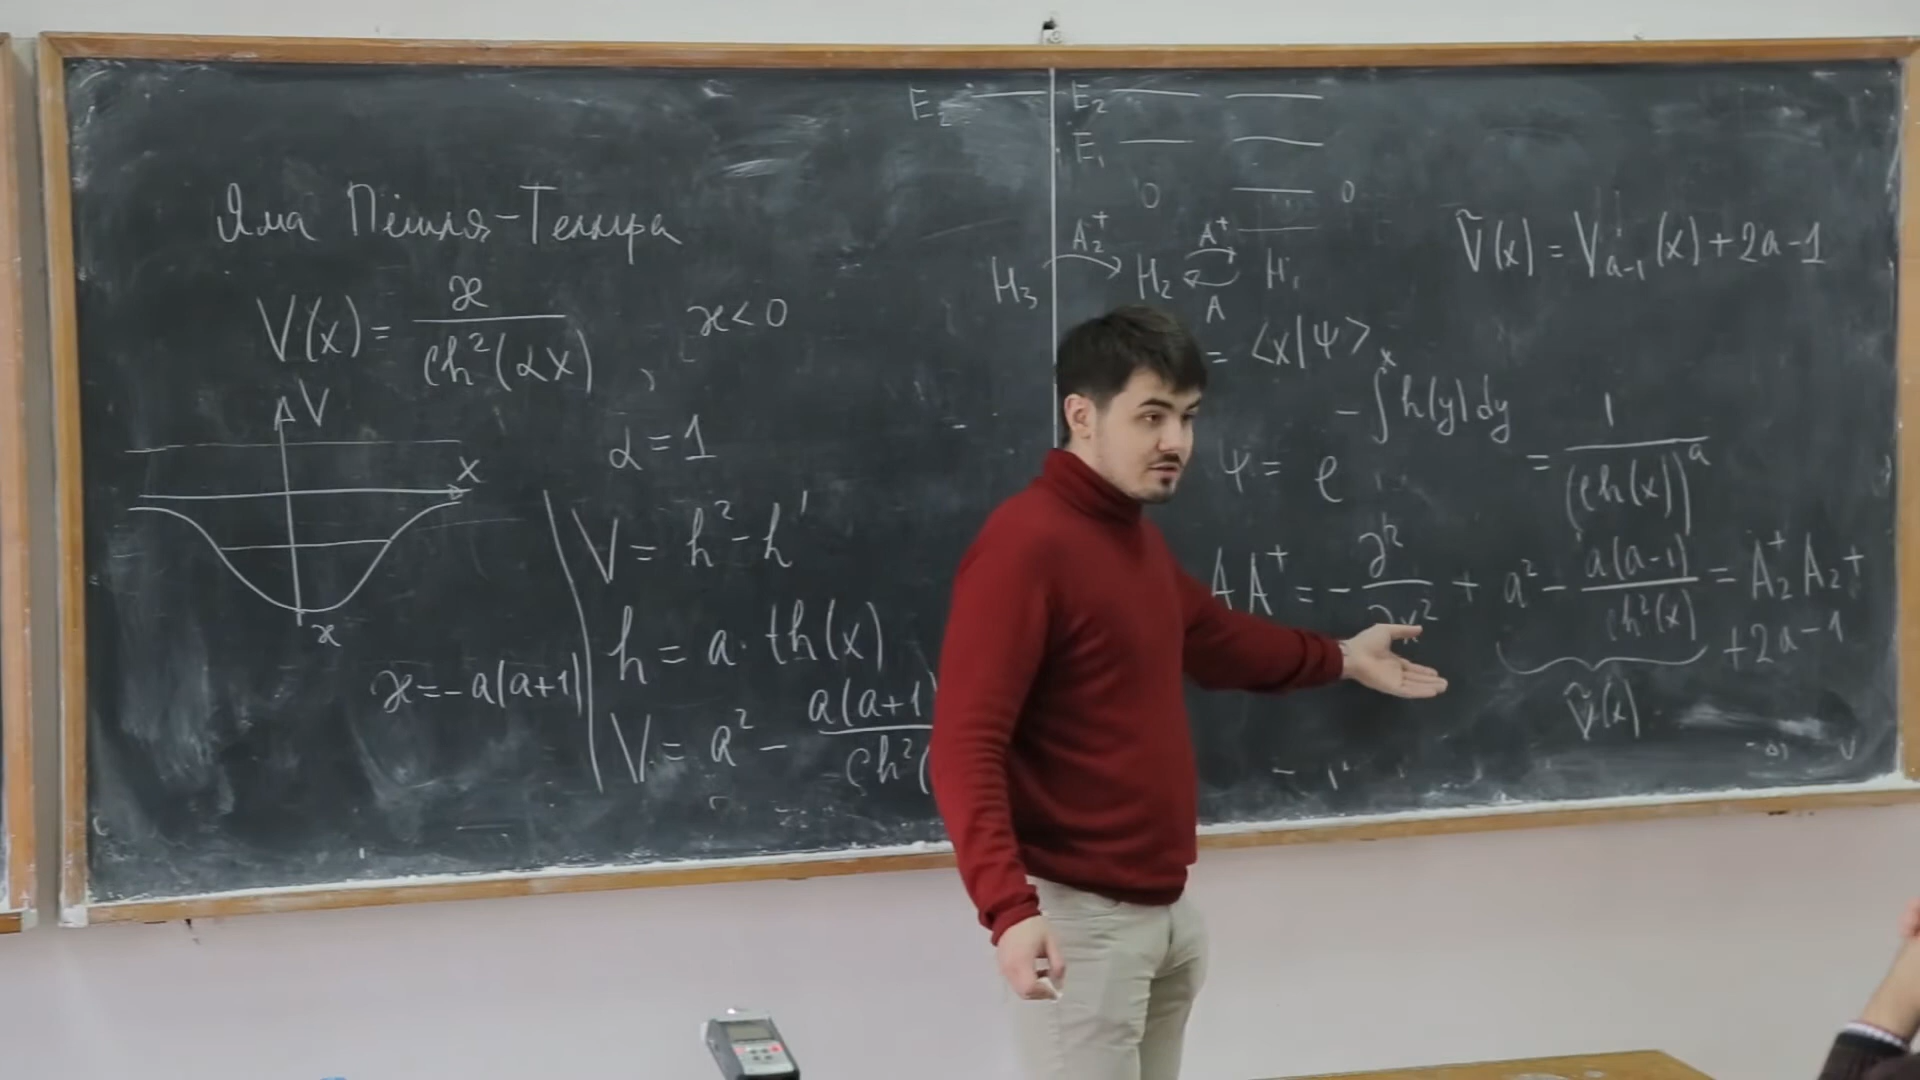 Яма Пёшля-Теллера
V(x) = ϰ / ch²(αx) , ϰ < 0
V
x
ϰ
α = 1
ϰ = -a(a+1)
V = h² - h'
h = a · th(x)
V = a² - a(a+1) / ch²(
E₂ E₂
E₁
0 0
A₂⁺ A⁺
H₃ H₂ H₁
A
= <x|ψ>
ψ = e^{-∫^x h(y) dy} = 1 / (ch(x))^a
AA⁺ = - ∂² / ∂x² + a² - a(a-1) / ch²(x) = A₂⁺A₂ +
+ 2a - 1
Ṽ(x)
Ṽ(x) = V_{a-1}(x) + 2a - 1